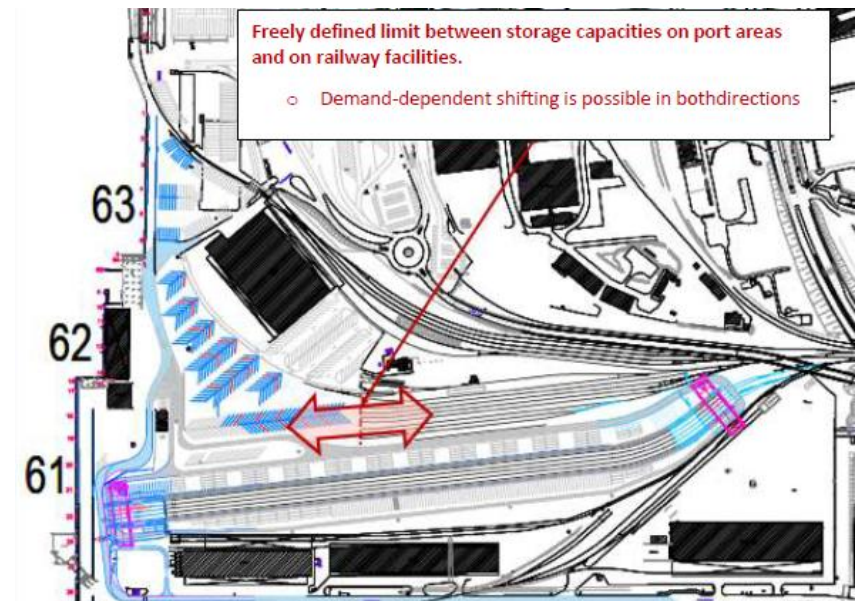 Freely defined limit between storage capacities on port areas
and on railway facilities.
o Demand-dependent shifting is possible in bothdirections
63
62
61